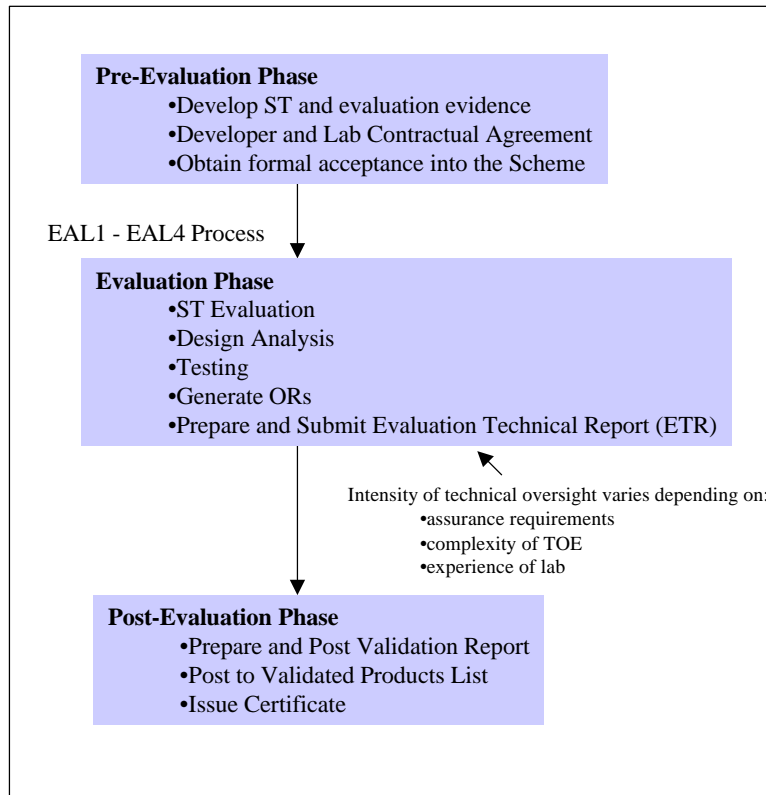 Pre-Evaluation Phase
•Develop ST and evaluation evidence
•Developer and Lab Contractual Agreement
•Obtain formal acceptance into the Scheme
EAL1 - EAL4 Process
Evaluation Phase
•ST Evaluation
•Design Analysis
•Testing
•Generate ORs
•Prepare and Submit Evaluation Technical Report (ETR)
Intensity of technical oversight varies depending on:
•assurance requirements
•complexity of TOE
•experience of lab
Post-Evaluation Phase
•Prepare and Post Validation Report
•Post to Validated Products List
•Issue Certificate